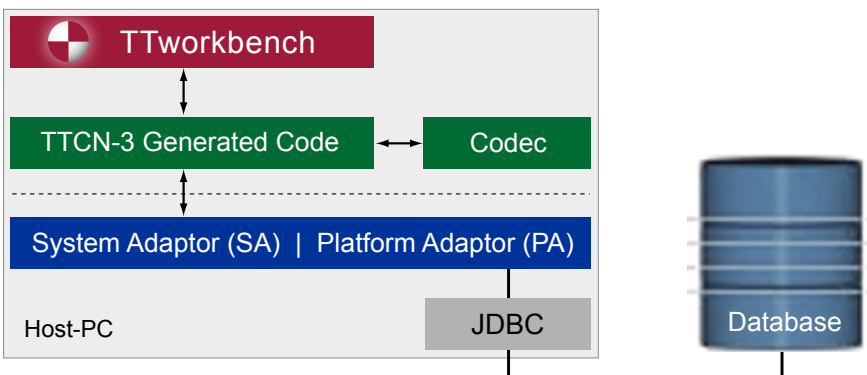 TTworkbench
TTCN-3 Generated Code
Codec
System Adaptor (SA) | Platform Adaptor (PA)
Host-PC
JDBC
Database